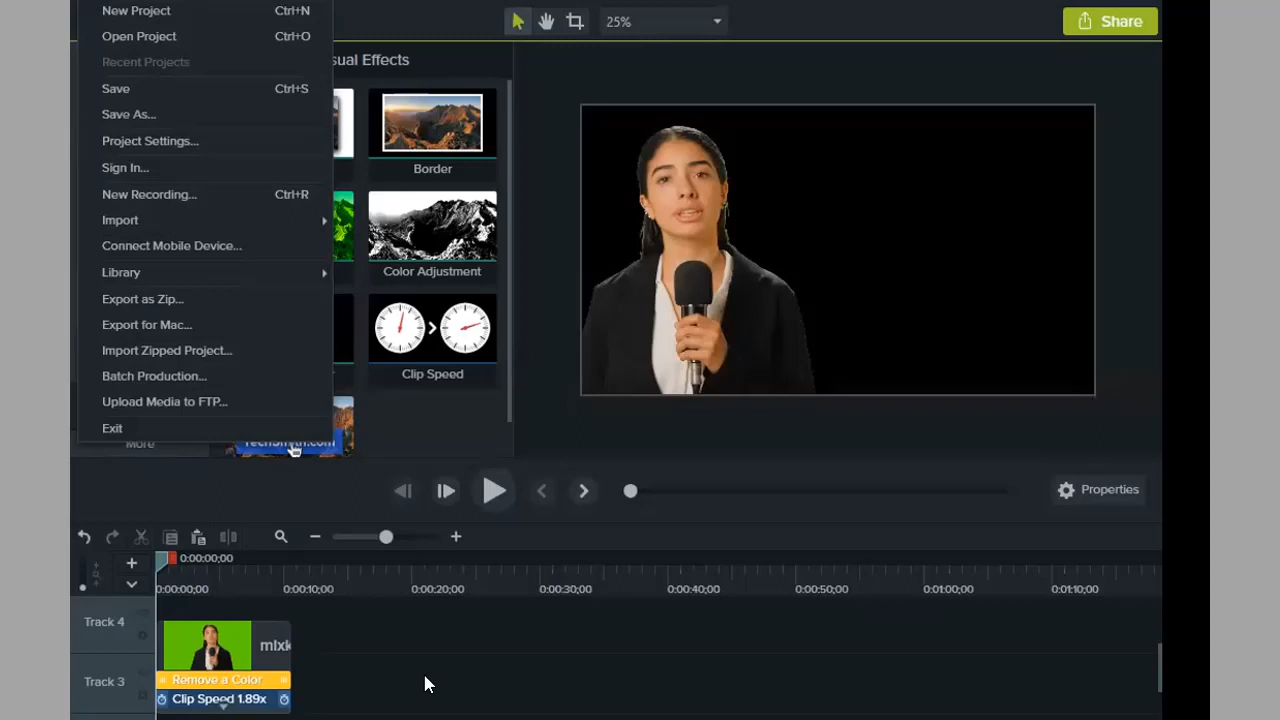 New Project Ctrl+N
Open Project Ctrl+O
Recent Projects
Save Ctrl+S
Save As...
Project Settings...
Sign In...
New Recording... Ctrl+R
Import
Connect Mobile Device...
Library
Export as Zip...
Export for Mac...
Import Zipped Project...
Batch Production...
Upload Media to FTP...
Exit
More
25%
Share
sual Effects
Border
Color Adjustment
Clip Speed
TechSmith.com
Properties
0:00:00;00
0:00:00;00 0:00:10;00 0:00:20;00 0:00:30;00 0:00:40;00 0:00:50;00 0:01:00;00 0:01:10;00
Track 4
mixk
Track 3
Remove a Color
Clip Speed 1.89x